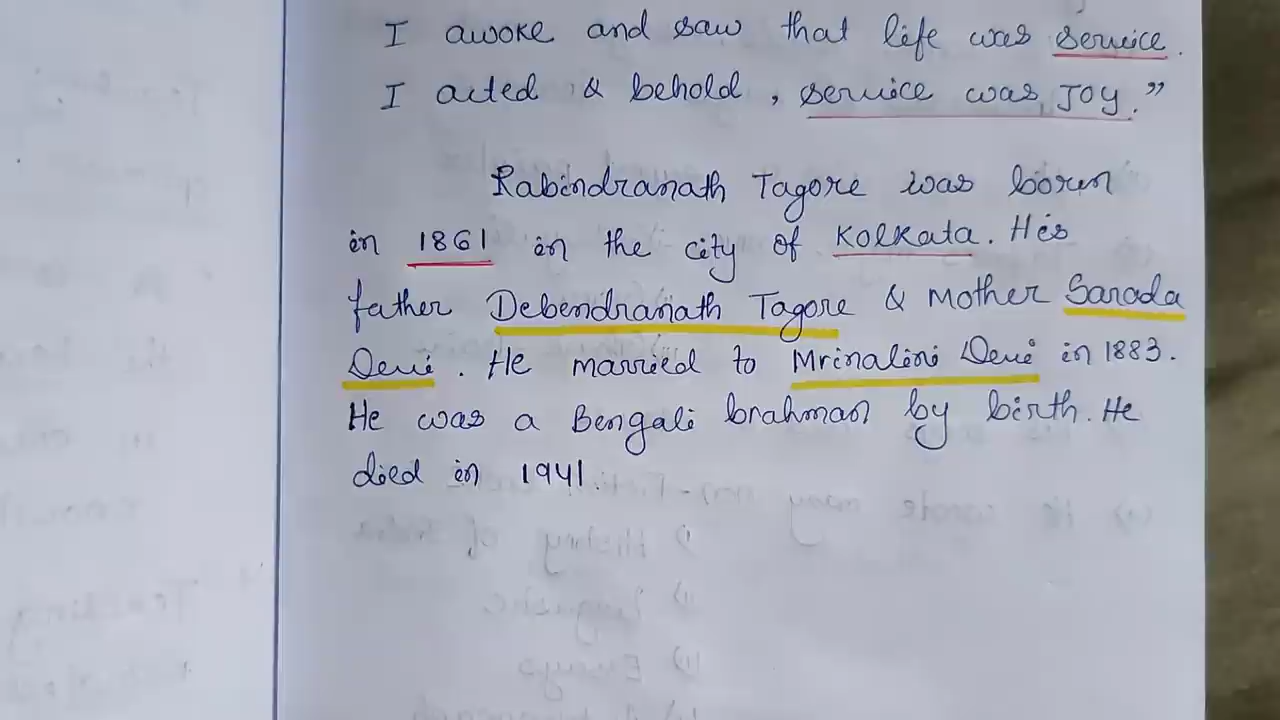 I awoke and saw that life was service.
I acted & behold, service was JOY."
Rabindranath Tagore was born
in 1861 in the city of Kolkata. His
father Debendranath Tagore & Mother Sarada
Devi. He married to Mrinalini Devi in 1883.
He was a Bengali brahman by birth. He
died in 1941.